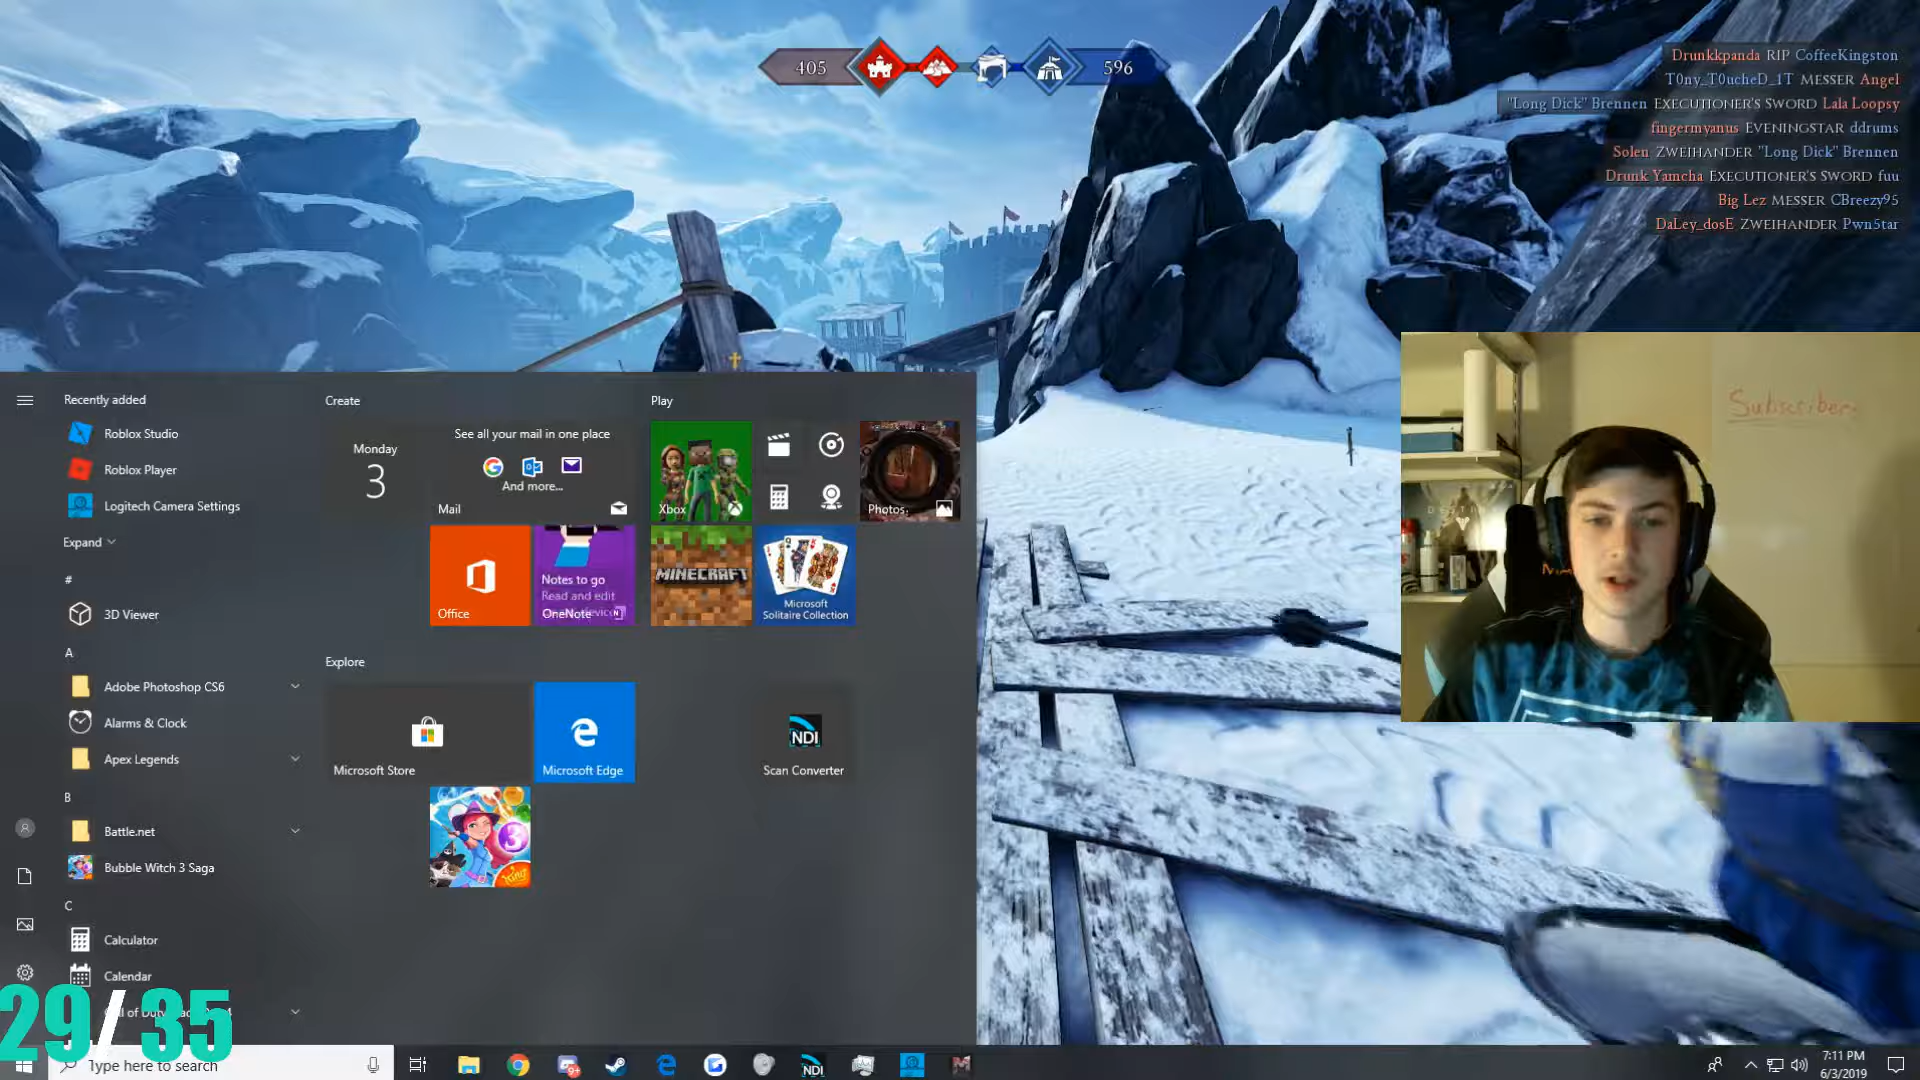 405
596
Drunkkpanda RIP CoffeeKingston
T0ny_T0ucheD_1T MESSER Angel
"Long Dick" Brennen EXECUTIONER'S SWORD Lala Loopsy
fingermyanus EVENINGSTAR ddrums
Solen ZWEIHANDER "Long Dick" Brennen
Drunk Yamcha EXECUTIONER'S SWORD fuu
Big Lez MESSER CBreezy95
DaLey_dosE ZWEIHANDER Pwn5tar
Subscribers
DESTIN
Recently added
Roblox Studio
Roblox Player
Logitech Camera Settings
Expand
#
3D Viewer
A
Adobe Photoshop CS6
Alarms & Clock
Apex Legends
B
Battle.net
Bubble Witch 3 Saga
C
Calculator
Calendar
Create
Monday
3
See all your mail in one place
And more...
Mail
Office
Notes to go
Read and edit
OneNote
Play
Xbox
Photos
MINECRAFT
Microsoft
Solitaire Collection
Explore
Microsoft Store
Microsoft Edge
NDI
Scan Converter
3
King
29/35
Type here to search
NDI
7:11 PM
6/3/2019